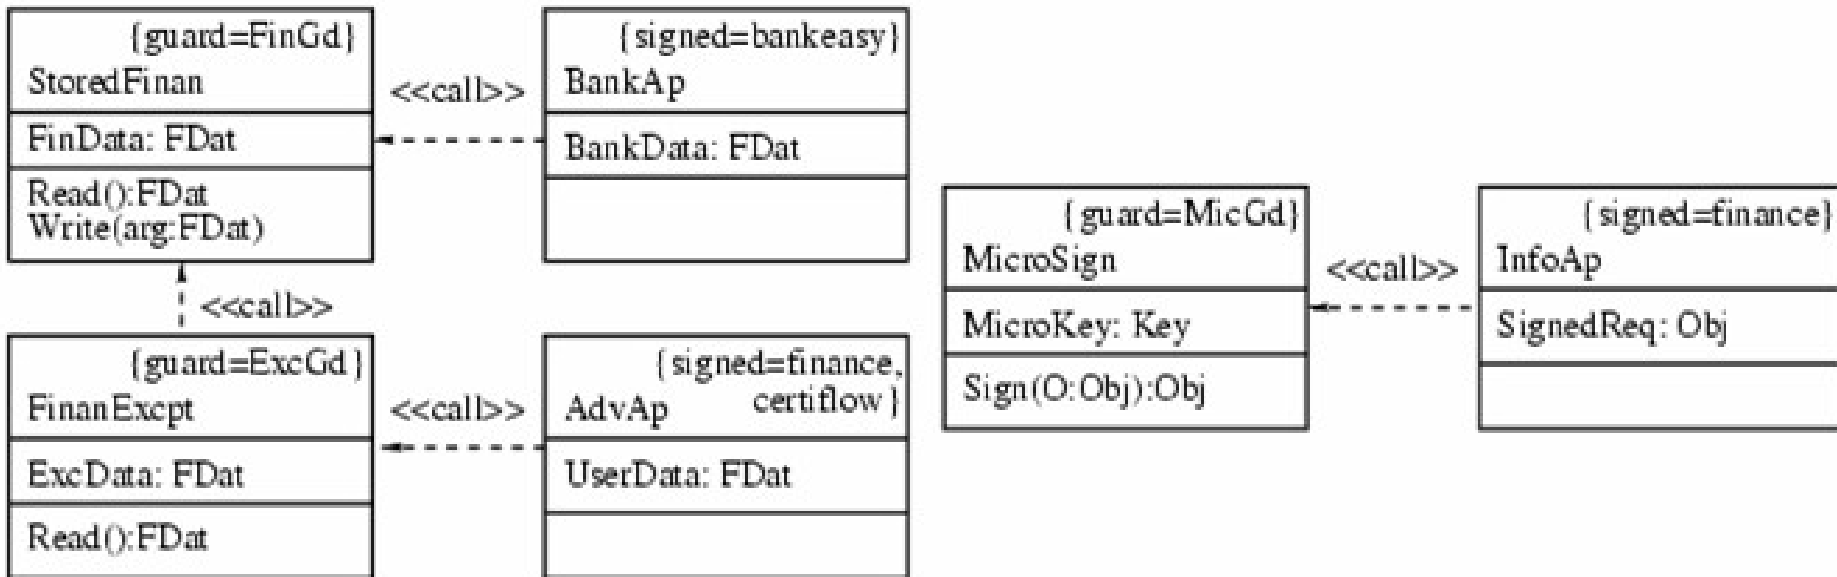 {guard=FinGd}
StoredFinan
FinData: FDat
Read():FDat
Write(arg:FDat)
<<call>>
{signed=bankeasy}
BankAp
BankData: FDat
<<call>>
{guard=ExcGd}
FinanExcpt
ExcData: FDat
Read():FDat
<<call>>
{signed=finance,
certiflow}
AdvAp
UserData: FDat
{guard=MicGd}
MicroSign
MicroKey: Key
Sign(O:Obj):Obj
<<call>>
{signed=finance}
InfoAp
SignedReq: Obj